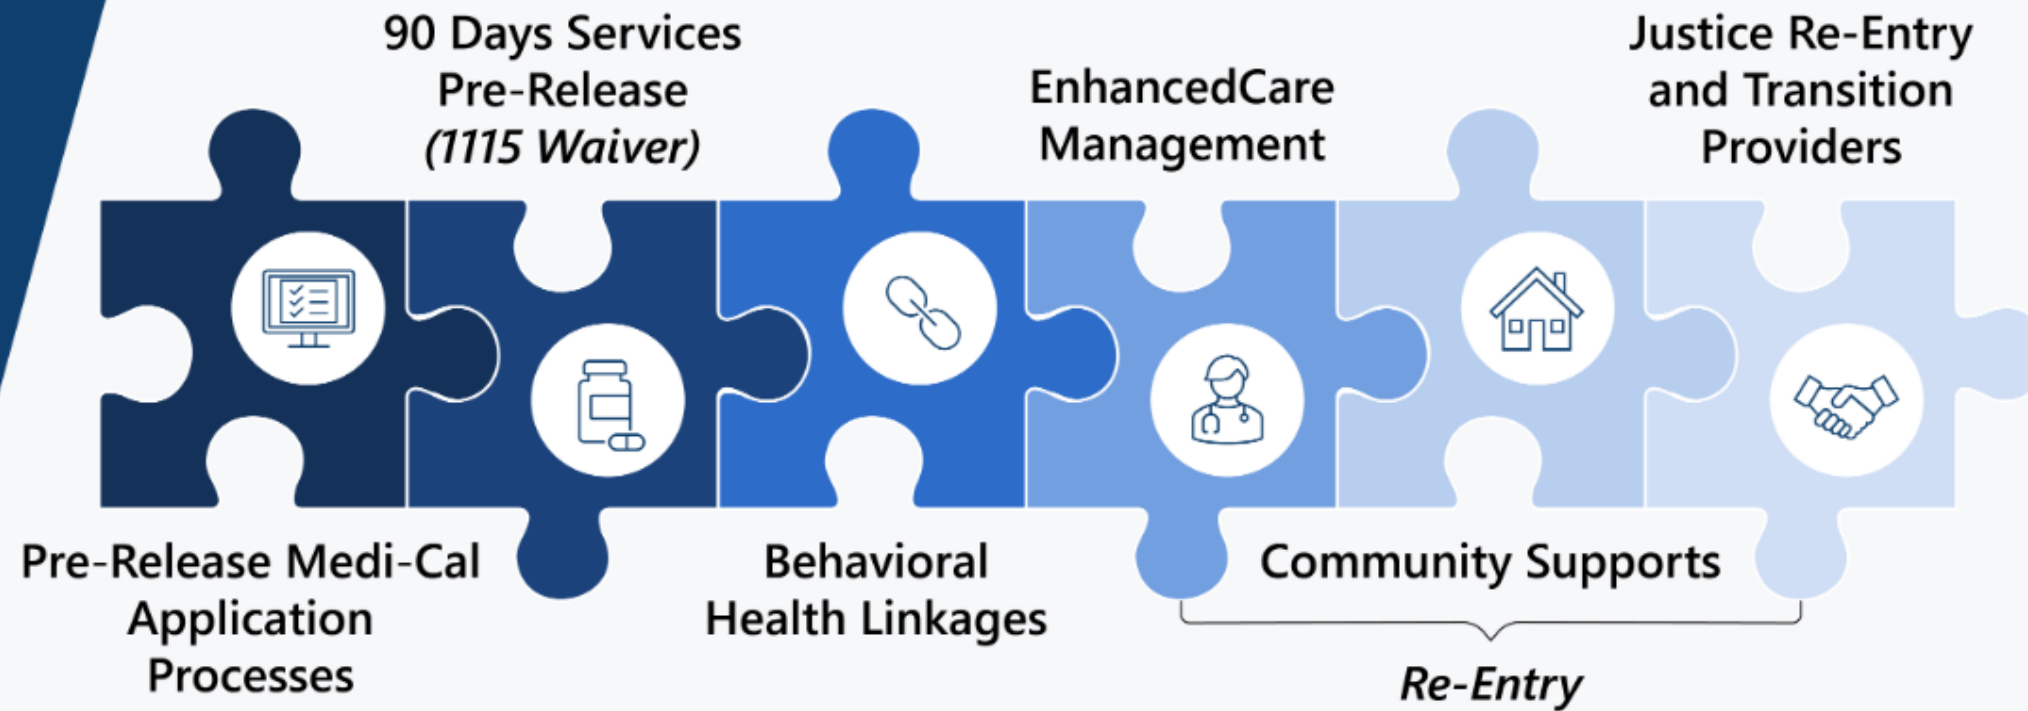 90 Days Services
Pre-Release
(1115 Waiver)
EnhancedCare
Management
Justice Re-Entry
and Transition
Providers
Pre-Release Medi-Cal
Application
Processes
Behavioral
Health Linkages
Community Supports
Re-Entry